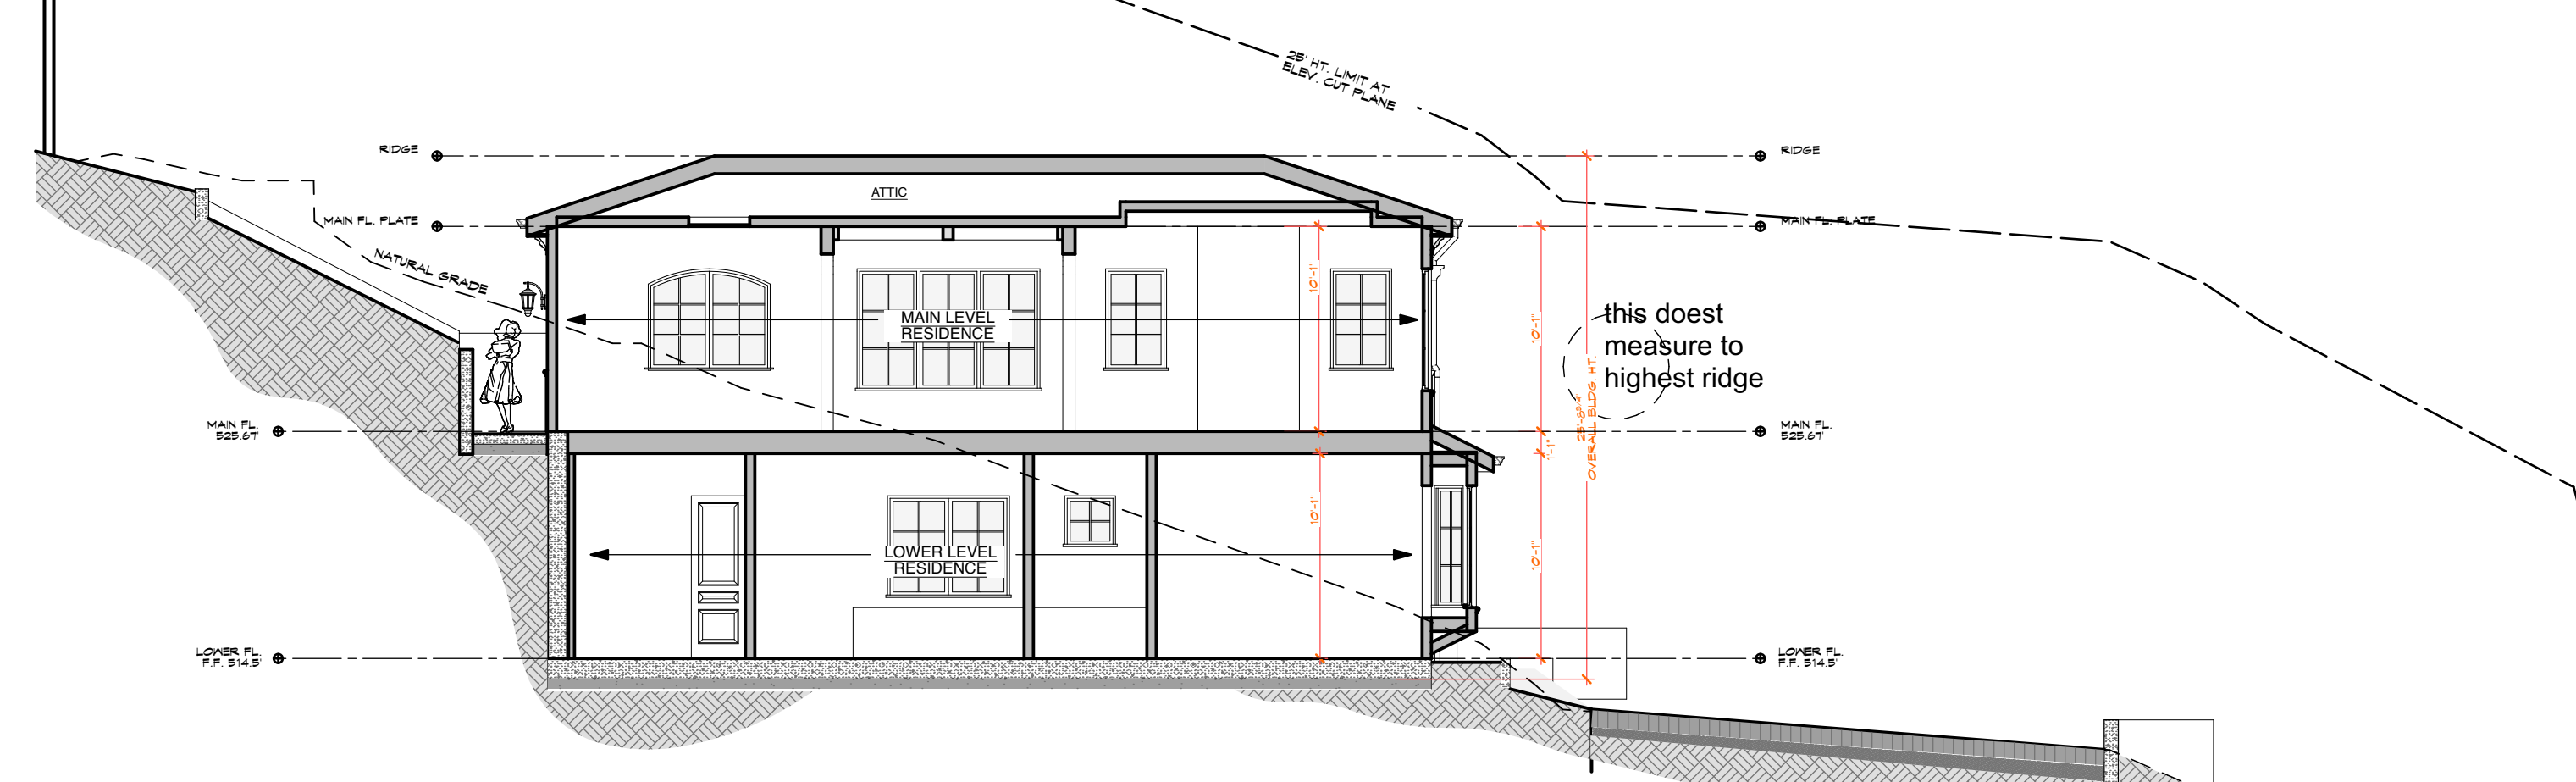 25' HT. LIMIT AT
ELEV. CUT PLANE
RIDGE
RIDGE
ATTIC
MAIN FL. PLATE
MAIN FL. PLATE
NATURAL GRADE
10'-1"
10'-1"
MAIN LEVEL
RESIDENCE
this doest
measure to
highest ridge
OVERALL BLDG. HT.
MAIN FL.
525.67'
1'-1"
MAIN FL.
525.67'
10'-1"
10'-1"
LOWER LEVEL
RESIDENCE
LOWER FL.
F.F. 514.5'
LOWER FL.
F.F. 514.5'